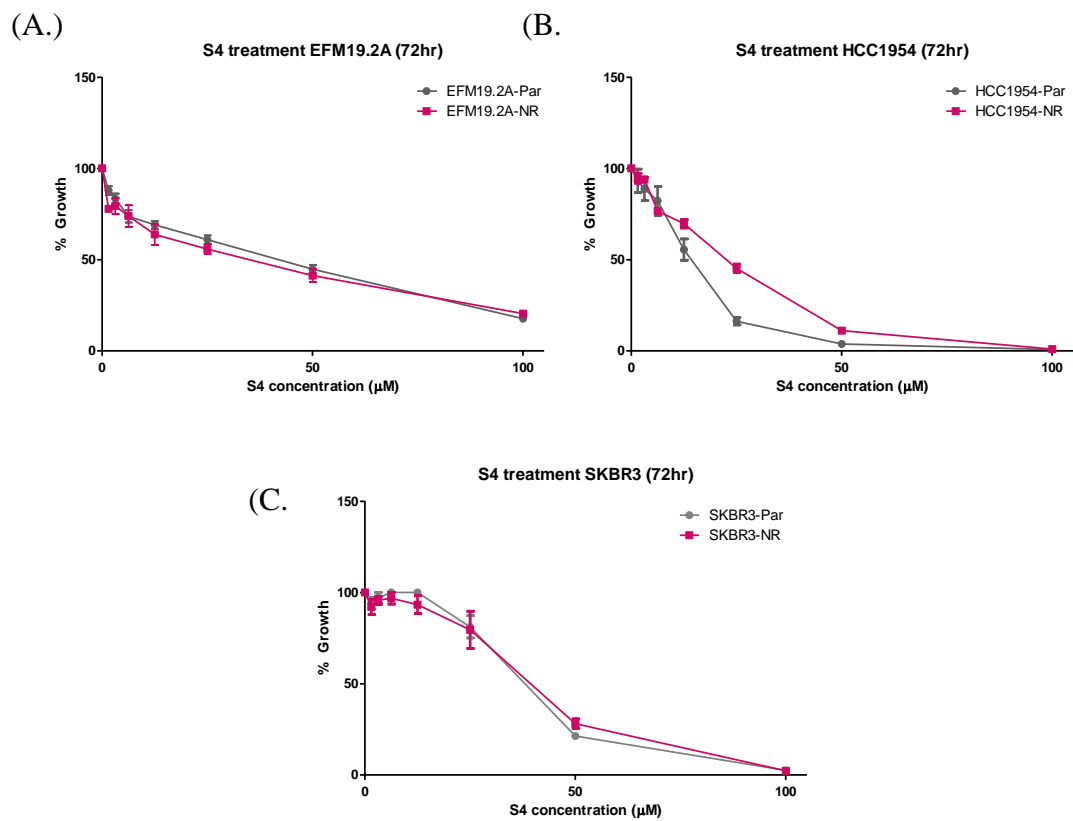 (A.)
S4 treatment EFM19.2A (72hr)
EFM19.2A-Par
EFM19.2A-NR
150
100
50
0
% Growth
0
50
100
S4 concentration (µM)
(B.)
S4 treatment HCC1954 (72hr)
HCC1954-Par
HCC1954-NR
150
100
50
0
% Growth
0
50
100
S4 concentration (µM)
(C.
S4 treatment SKBR3 (72hr)
SKBR3-Par
SKBR3-NR
150
100
50
0
% Growth
0
50
100
S4 concentration (µM)